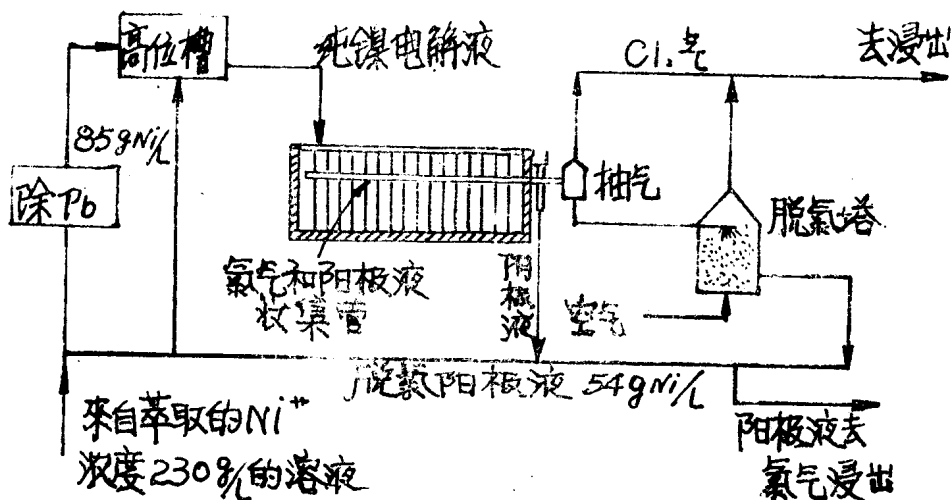 高位槽
纯镍电解液
Cl₂气
去浸出
85gNi/L
除Pb
抽气
脱氯塔
氯气和阳极液
收集管
阳极液
空气
脱氯阳极液 54gNi/L
来自萃取的Ni⁺⁺
浓度230g/L的溶液
阳极液去
氯气浸出